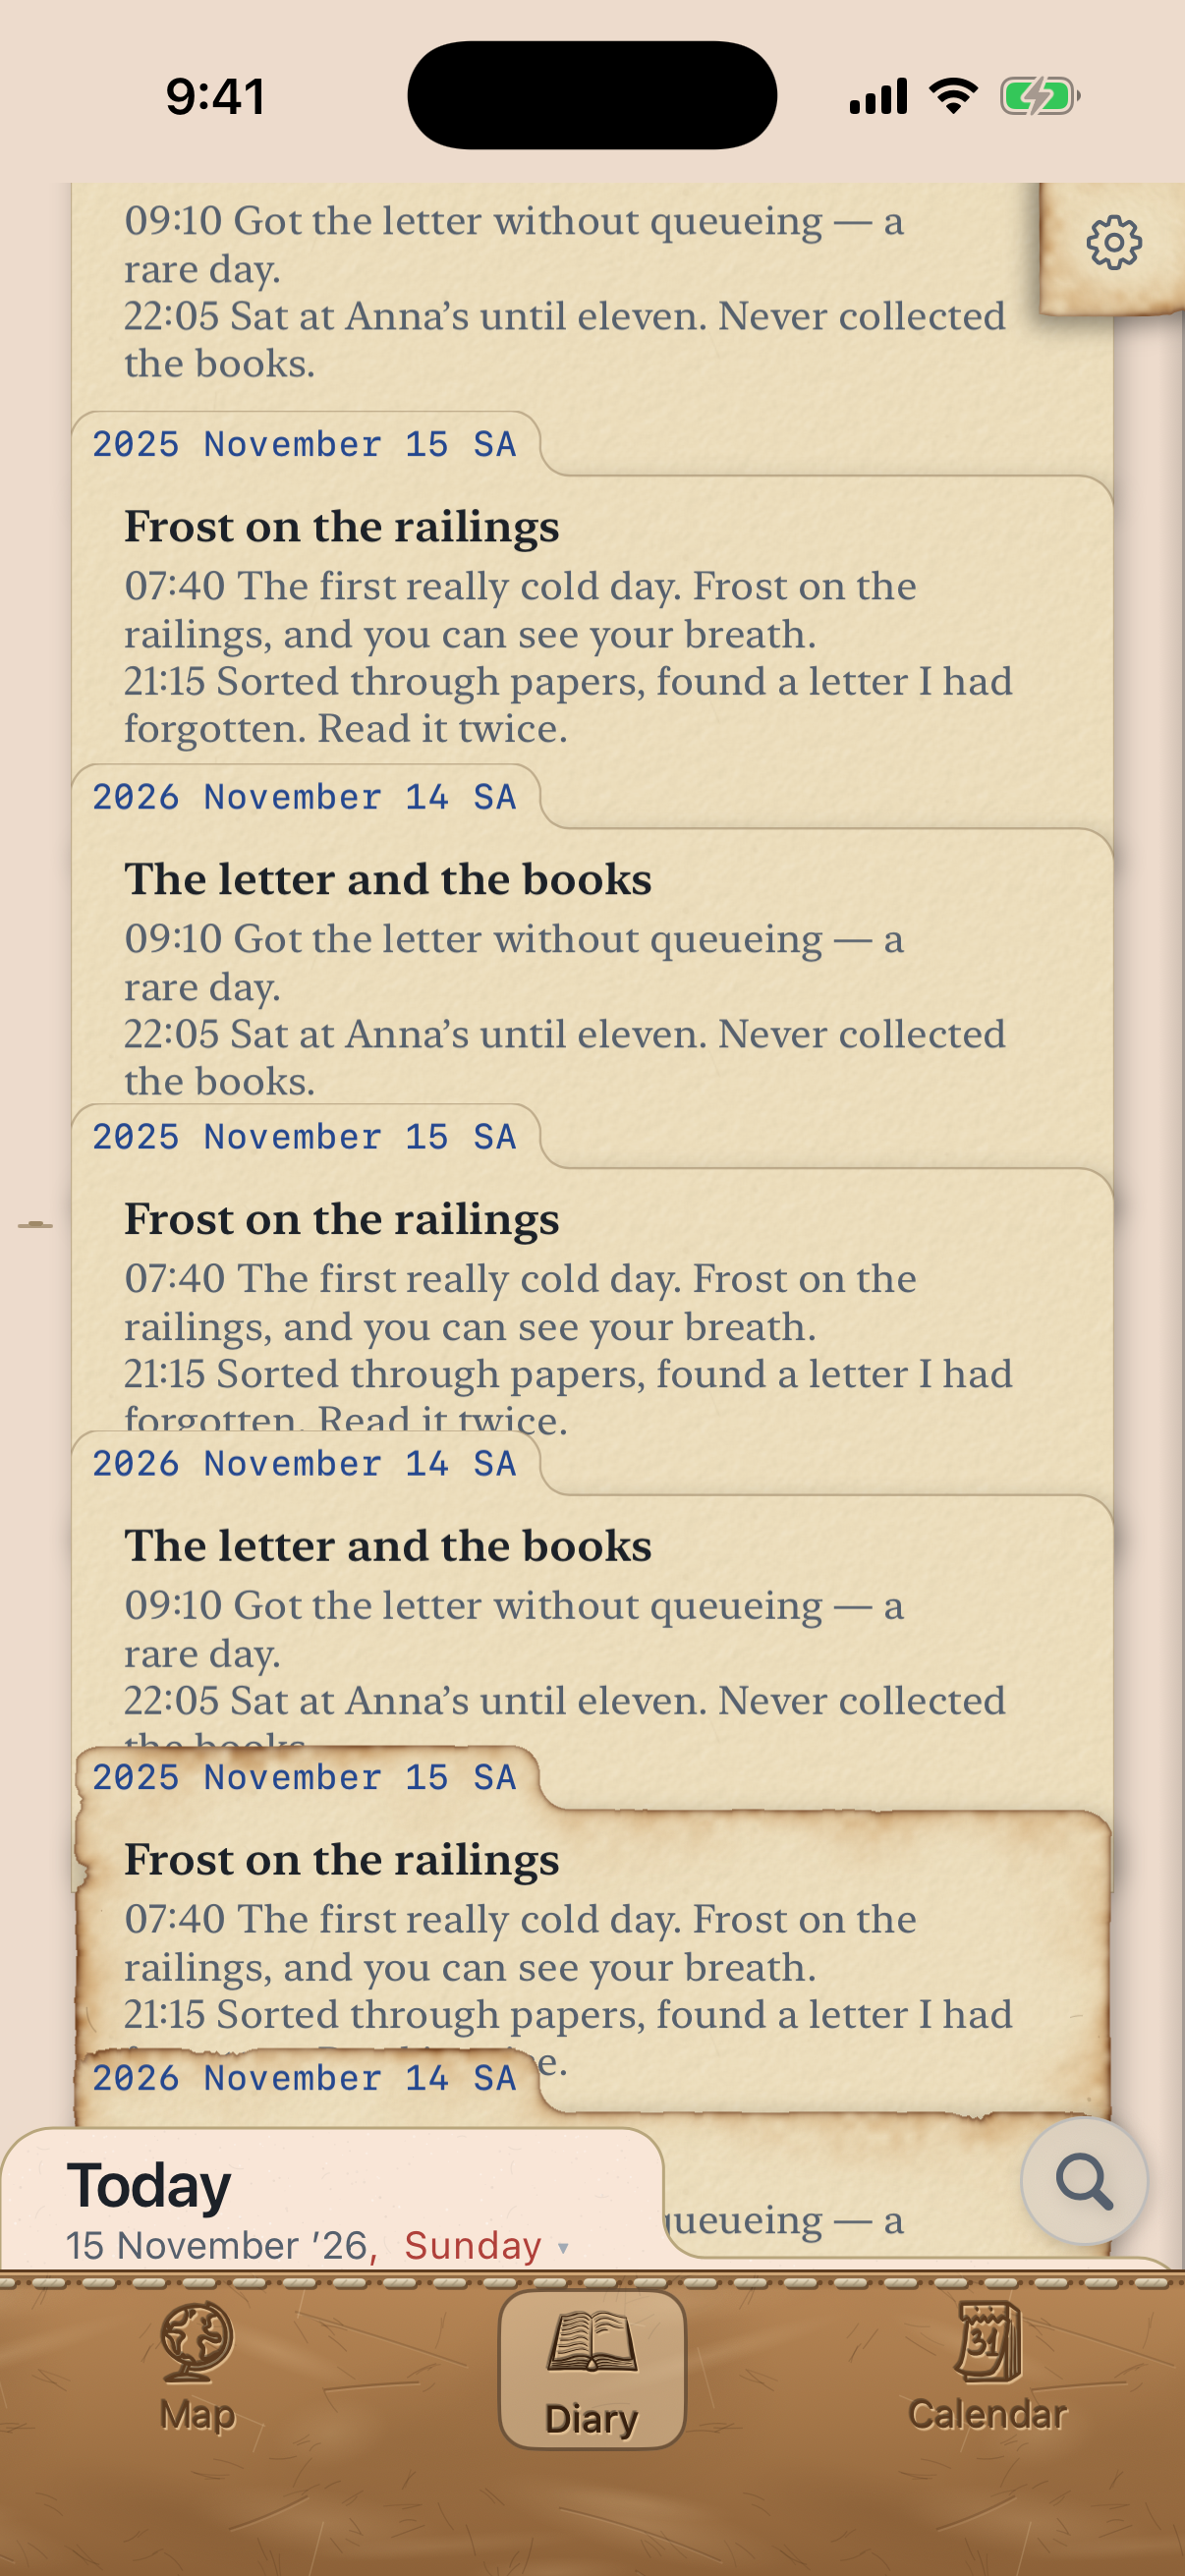 9:41
09:10 Got the letter without queueing — a
rare day.
22:05 Sat at Anna’s until eleven. Never collected
the books.
2025 November 15 SA
Frost on the railings
07:40 The first really cold day. Frost on the
railings, and you can see your breath.
21:15 Sorted through papers, found a letter I had
forgotten. Read it twice.
2026 November 14 SA
The letter and the books
09:10 Got the letter without queueing — a
rare day.
22:05 Sat at Anna’s until eleven. Never collected
the books.
2025 November 15 SA
Frost on the railings
07:40 The first really cold day. Frost on the
railings, and you can see your breath.
21:15 Sorted through papers, found a letter I had
forgotten. Read it twice.
2026 November 14 SA
The letter and the books
09:10 Got the letter without queueing — a
rare day.
22:05 Sat at Anna’s until eleven. Never collected
the books
2025 November 15 SA
Frost on the railings
07:40 The first really cold day. Frost on the
railings, and you can see your breath.
21:15 Sorted through papers, found a letter I had
2026 November 14 SA
queueing — a
Today
15 November ’26, Sunday
31
Map
Diary
Calendar